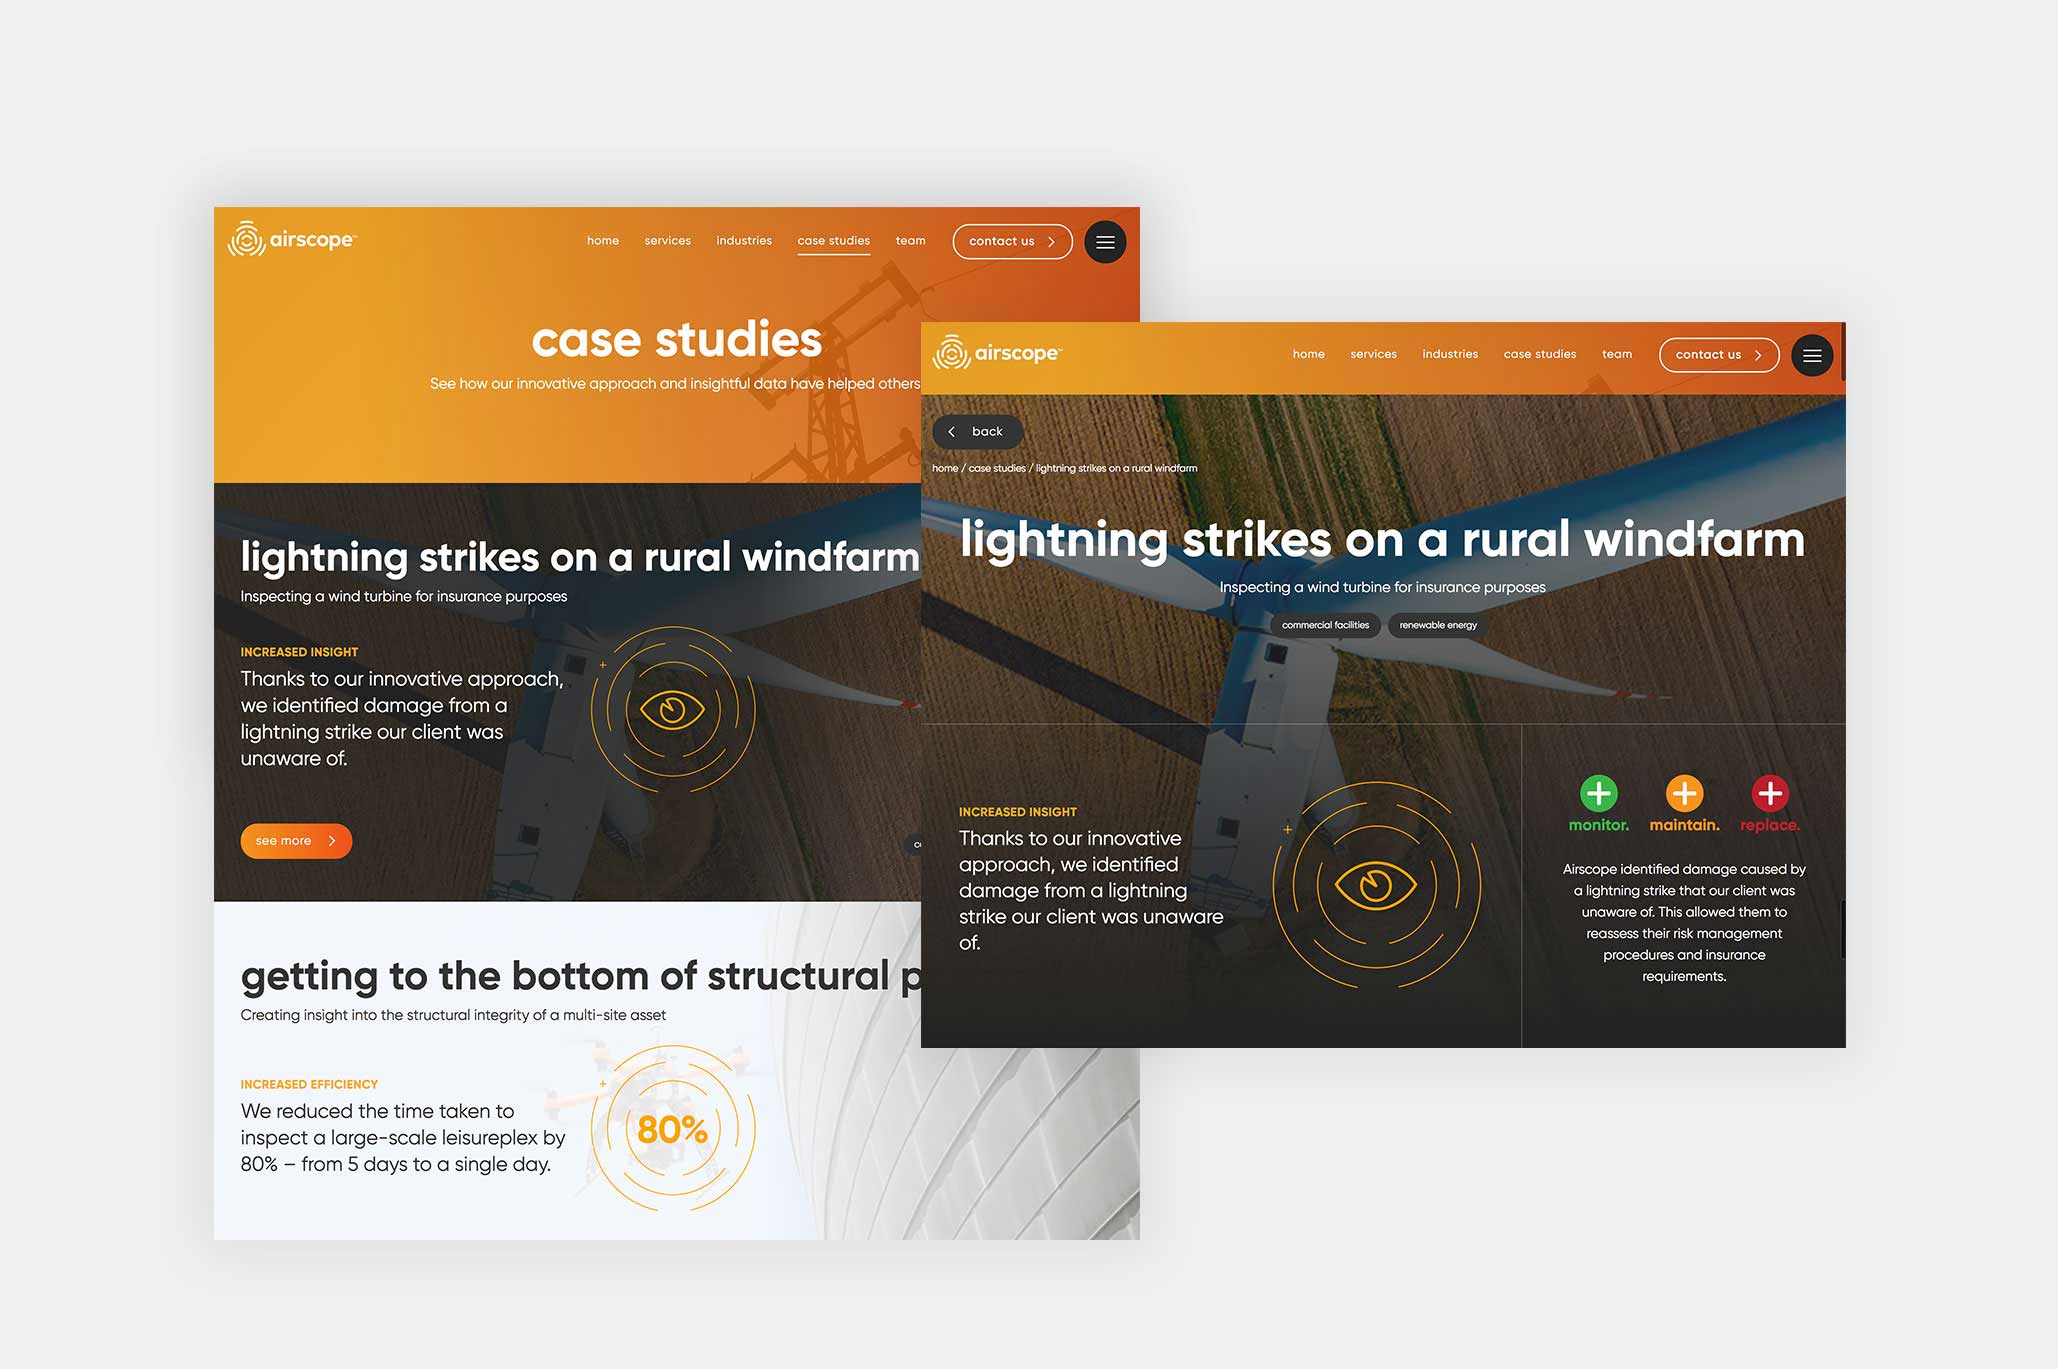 airscope™
home services industries case studies team contact us
case studies
See how our innovative approach and insightful data have helped others
lightning strikes on a rural windfarm
Inspecting a wind turbine for insurance purposes
INCREASED INSIGHT
Thanks to our innovative approach,
we identified damage from a
lightning strike our client was
unaware of.
see more
getting to the bottom of structural p
Creating insight into the structural integrity of a multi-site asset
INCREASED EFFICIENCY
We reduced the time taken to
inspect a large-scale leisureplex by
80% – from 5 days to a single day.
80%
airscope™
home services industries case studies team contact us
back
home / case studies / lightning strikes on a rural windfarm
lightning strikes on a rural windfarm
Inspecting a wind turbine for insurance purposes
commercial facilities renewable energy
INCREASED INSIGHT
Thanks to our innovative
approach, we identified
damage from a lightning
strike our client was unaware
of.
monitor. maintain. replace.
Airscope identified damage caused by
a lightning strike that our client was
unaware of. This allowed them to
reassess their risk management
procedures and insurance
requirements.